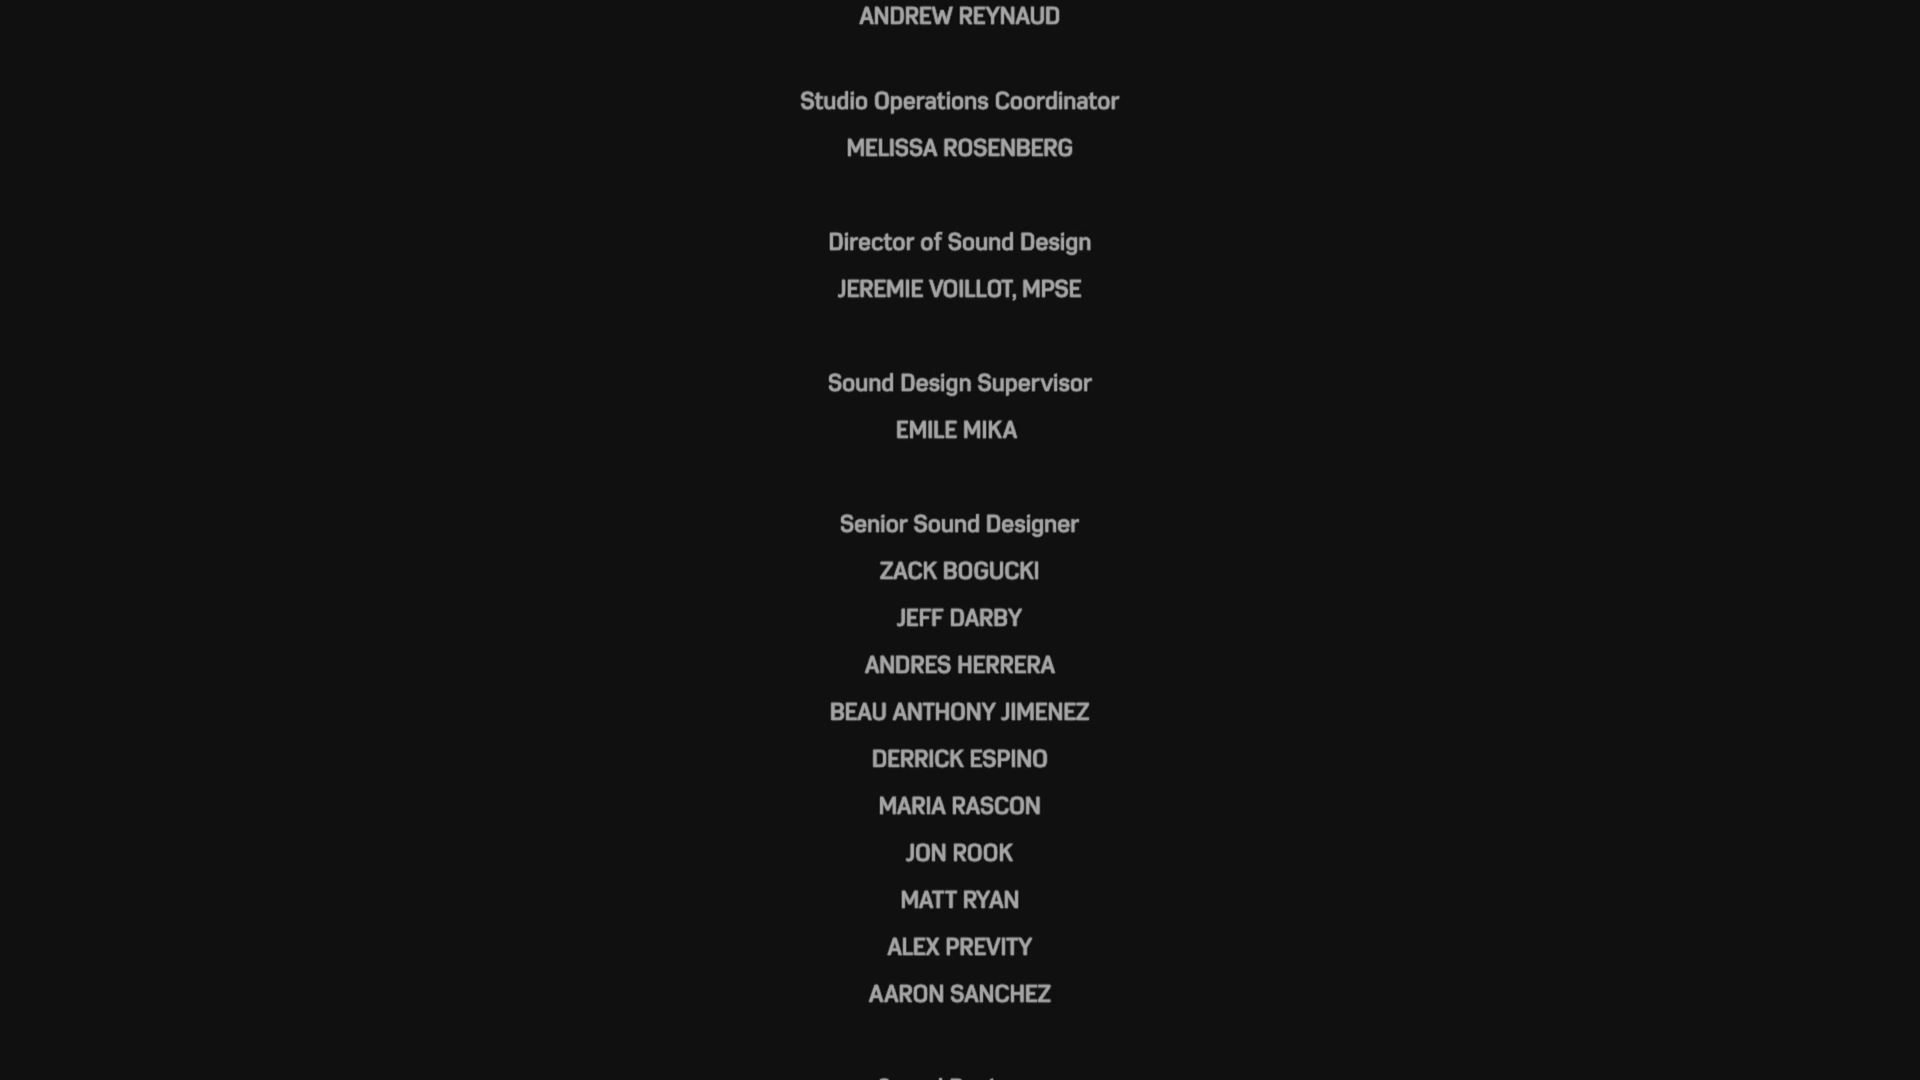 ANDREW REYNAUD
Studio Operations Coordinator
MELISSA ROSENBERG
Director of Sound Design
JEREMIE VOILLOT, MPSE
Sound Design Supervisor
EMILE MIKA
Senior Sound Designer
ZACK BOGUCKI
JEFF DARBY
ANDRES HERRERA
BEAU ANTHONY JIMENEZ
DERRICK ESPINO
MARIA RASCON
JON ROOK
MATT RYAN
ALEX PREVITY
AARON SANCHEZ